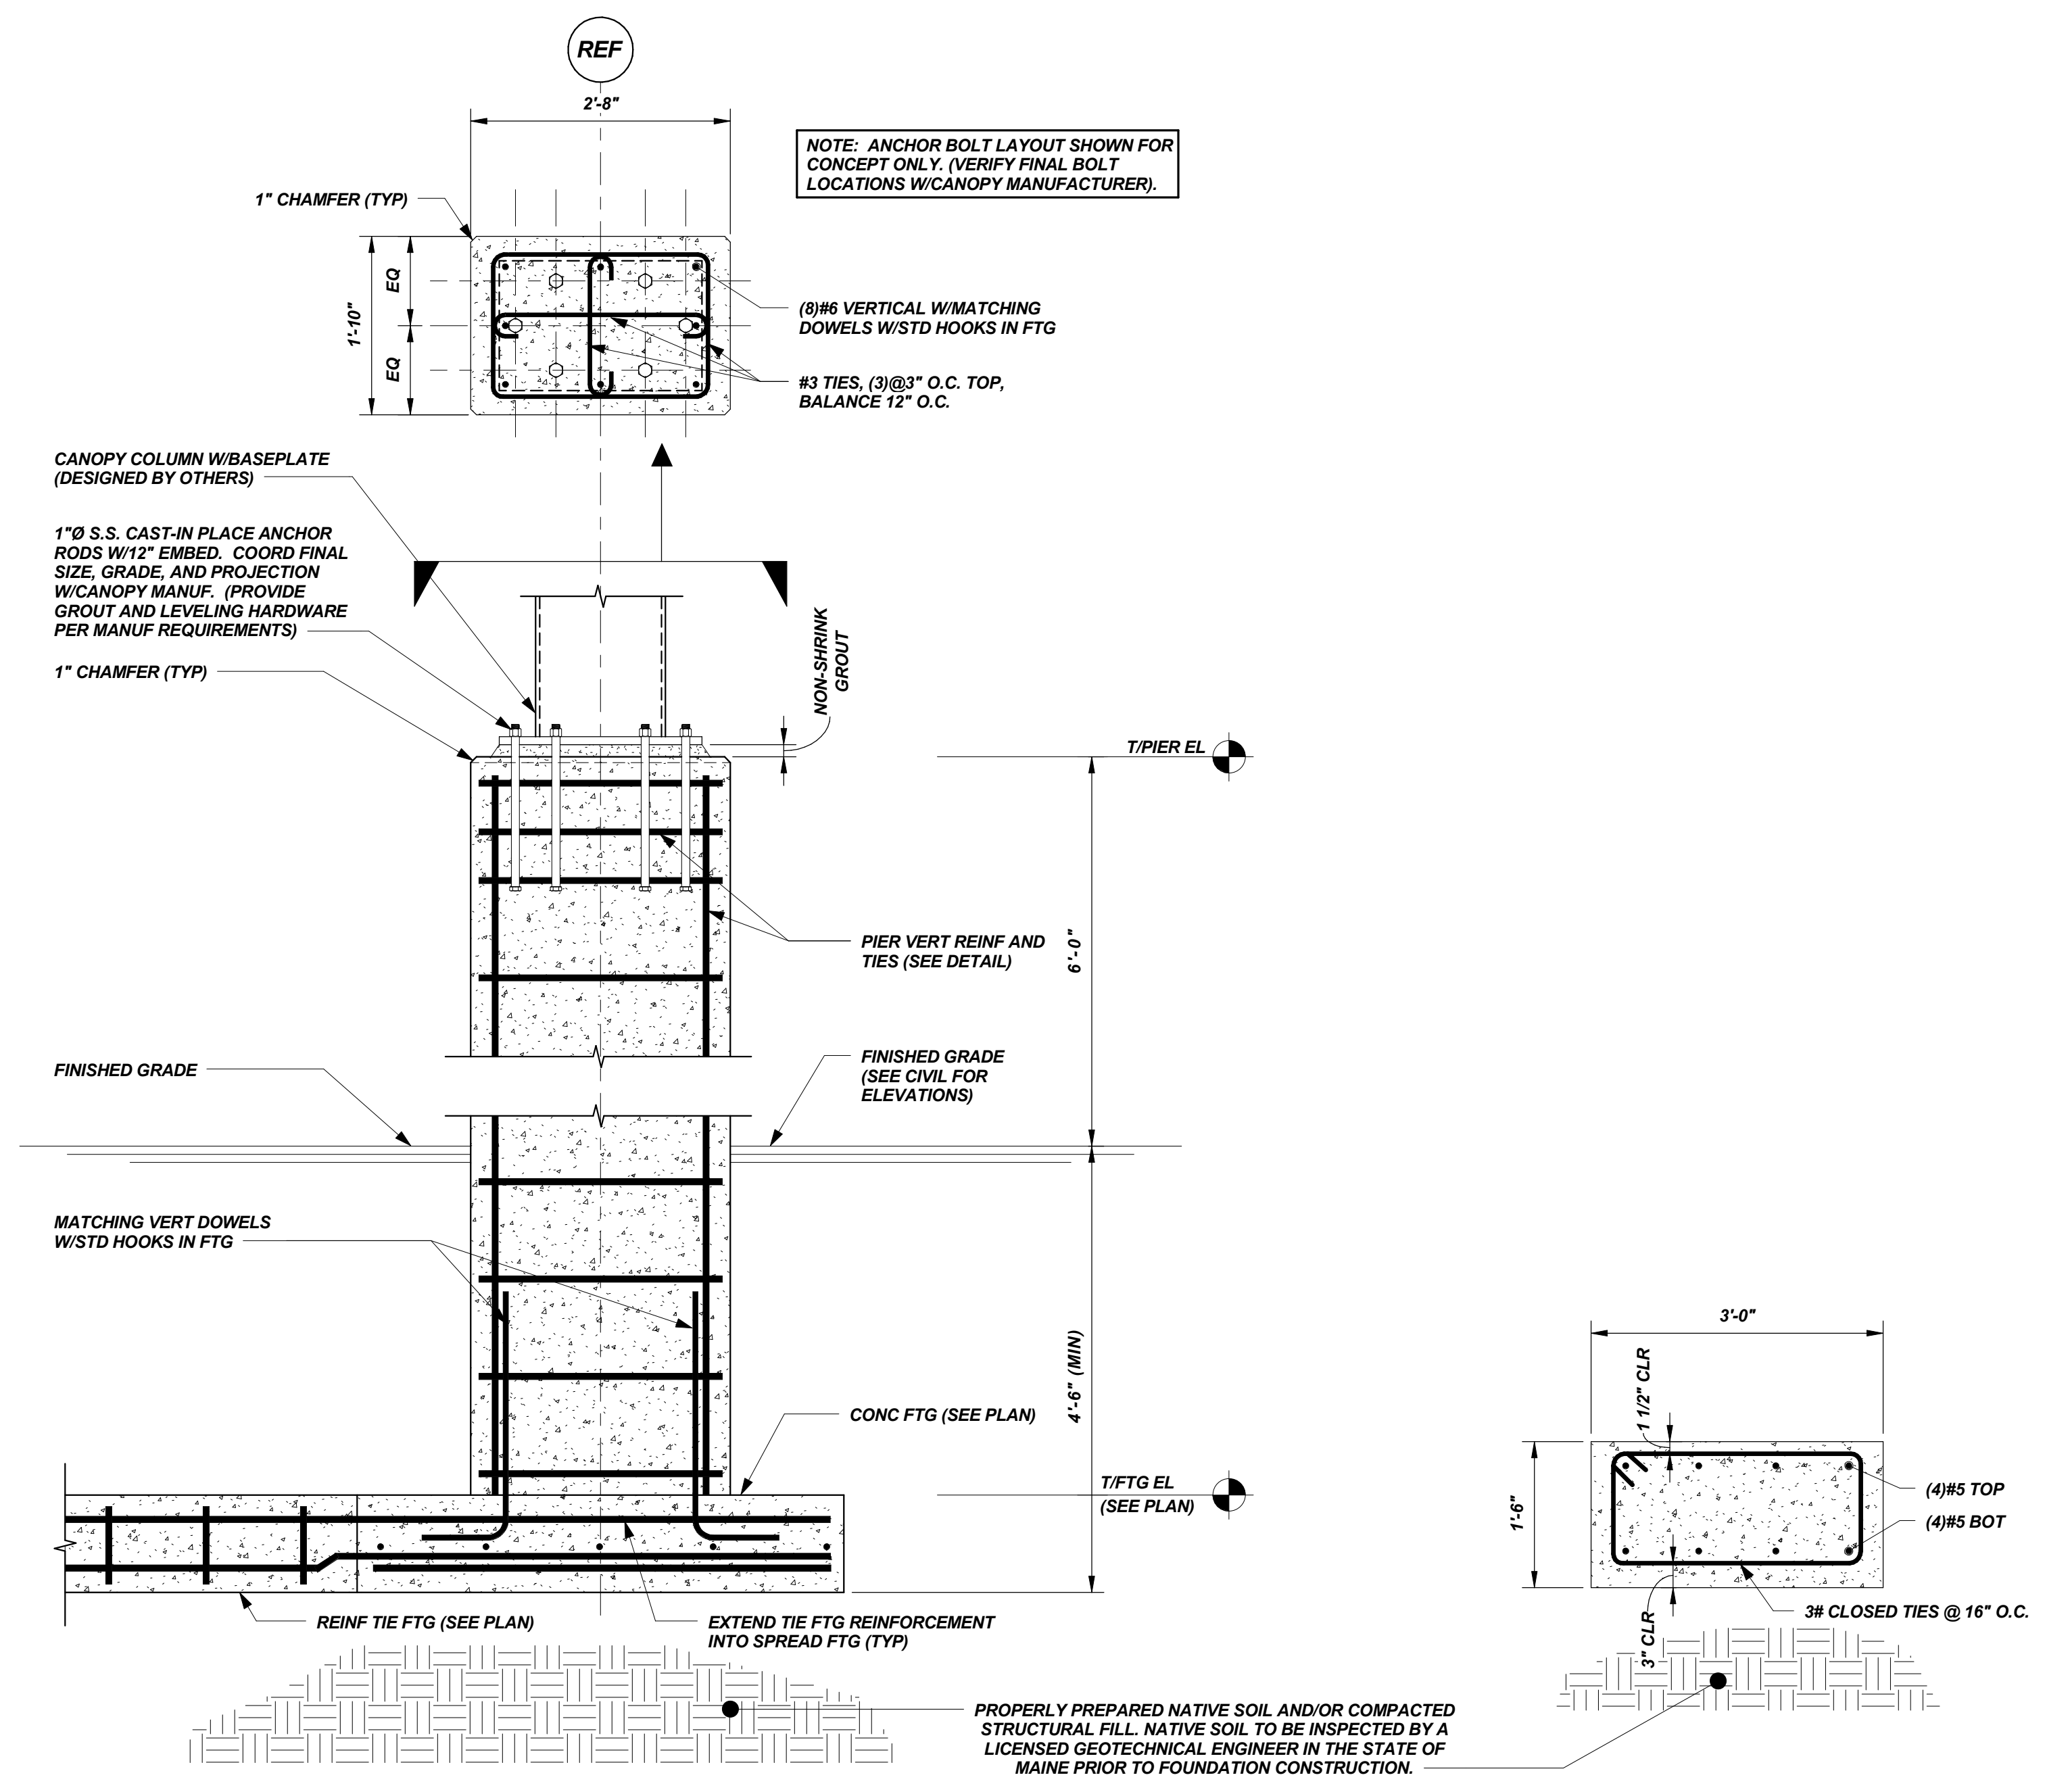 REF
2'-8"
NOTE: ANCHOR BOLT LAYOUT SHOWN FOR
CONCEPT ONLY. (VERIFY FINAL BOLT
LOCATIONS W/CANOPY MANUFACTURER).
1" CHAMFER (TYP)
1'-10"
EQ
EQ
(8)#6 VERTICAL W/MATCHING
DOWELS W/STD HOOKS IN FTG
#3 TIES, (3)@3" O.C. TOP,
BALANCE 12" O.C.
CANOPY COLUMN W/BASEPLATE
(DESIGNED BY OTHERS)
1"Ø S.S. CAST-IN PLACE ANCHOR
RODS W/12" EMBED. COORD FINAL
SIZE, GRADE, AND PROJECTION
W/CANOPY MANUF. (PROVIDE
GROUT AND LEVELING HARDWARE
PER MANUF REQUIREMENTS)
1" CHAMFER (TYP)
NON-SHRINK
GROUT
T/PIER EL
PIER VERT REINF AND
TIES (SEE DETAIL)
6'-0"
FINISHED GRADE
FINISHED GRADE
(SEE CIVIL FOR
ELEVATIONS)
MATCHING VERT DOWELS
W/STD HOOKS IN FTG
4'-6" (MIN)
CONC FTG (SEE PLAN)
T/FTG EL
(SEE PLAN)
REINF TIE FTG (SEE PLAN)
EXTEND TIE FTG REINFORCEMENT
INTO SPREAD FTG (TYP)
3'-0"
1 1/2" CLR
1'-6"
(4)#5 TOP
(4)#5 BOT
3# CLOSED TIES @ 16" O.C.
3" CLR
PROPERLY PREPARED NATIVE SOIL AND/OR COMPACTED
STRUCTURAL FILL. NATIVE SOIL TO BE INSPECTED BY A
LICENSED GEOTECHNICAL ENGINEER IN THE STATE OF
MAINE PRIOR TO FOUNDATION CONSTRUCTION.